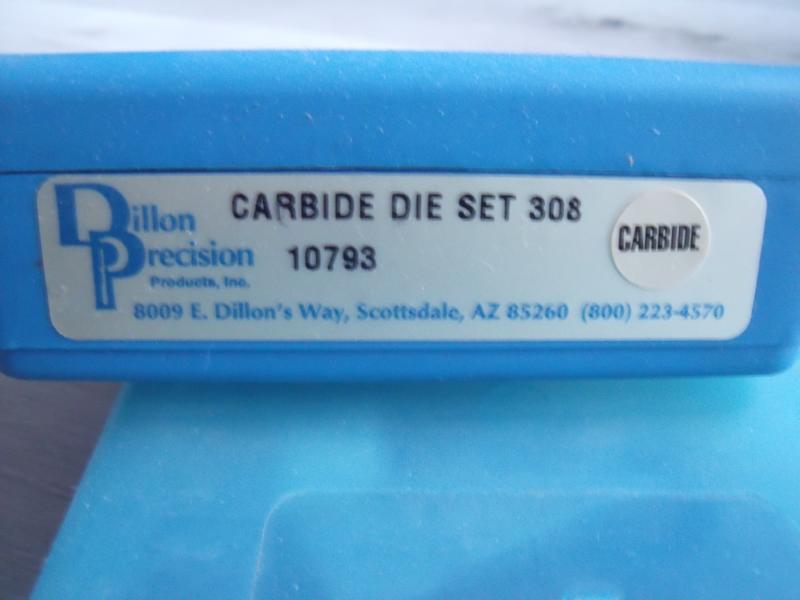 Dillon
Precision
Products, Inc.
CARBIDE DIE SET 308
10793
CARBIDE
8009 E. Dillon's Way, Scottsdale, AZ 85260 (800) 223-4570